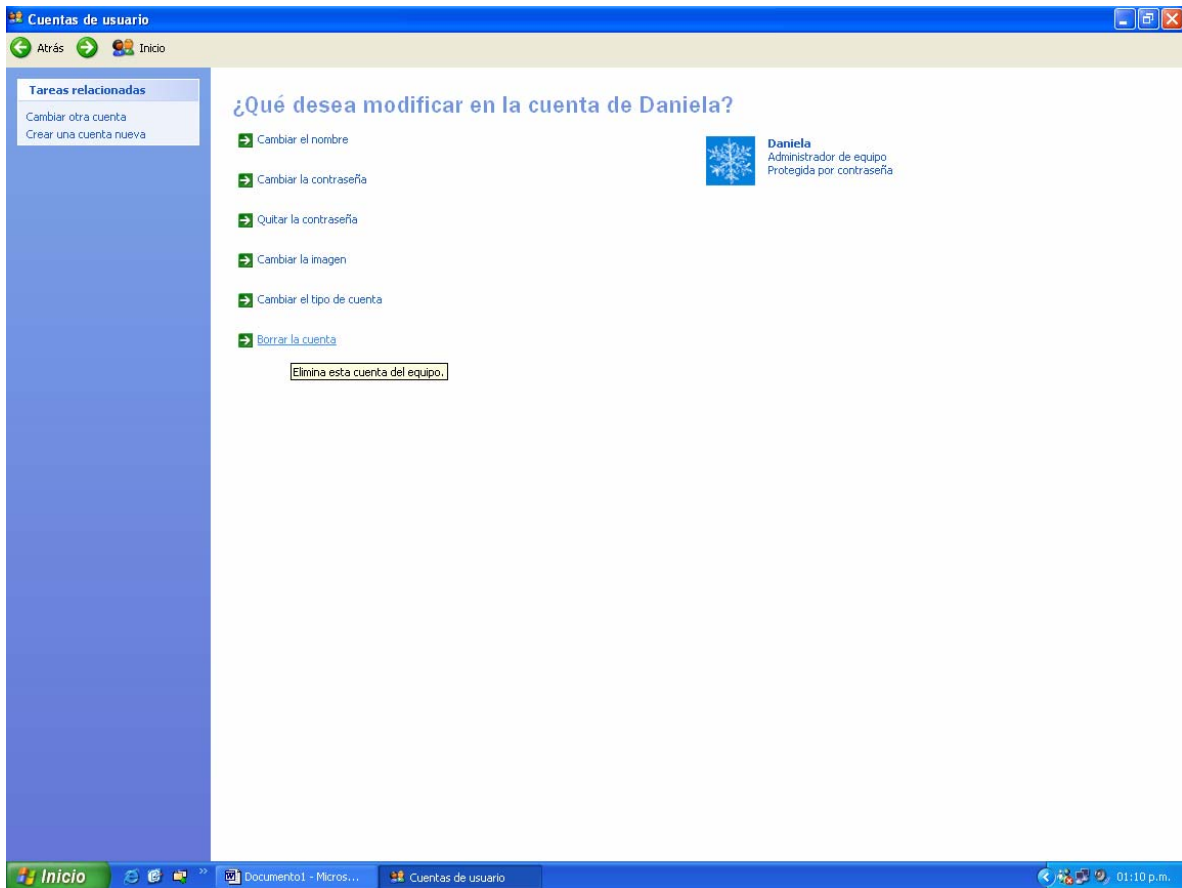 Cuentas de usuario
Atrás Inicio
Tareas relacionadas
Cambiar otra cuenta
Crear una cuenta nueva
¿Qué desea modificar en la cuenta de Daniela?
Cambiar el nombre
Cambiar la contraseña
Quitar la contraseña
Cambiar la imagen
Cambiar el tipo de cuenta
Borrar la cuenta
Elimina esta cuenta del equipo.
Daniela
Administrador de equipo
Protegida por contraseña
Inicio » Documento1 - Micros... Cuentas de usuario 01:10 p.m.